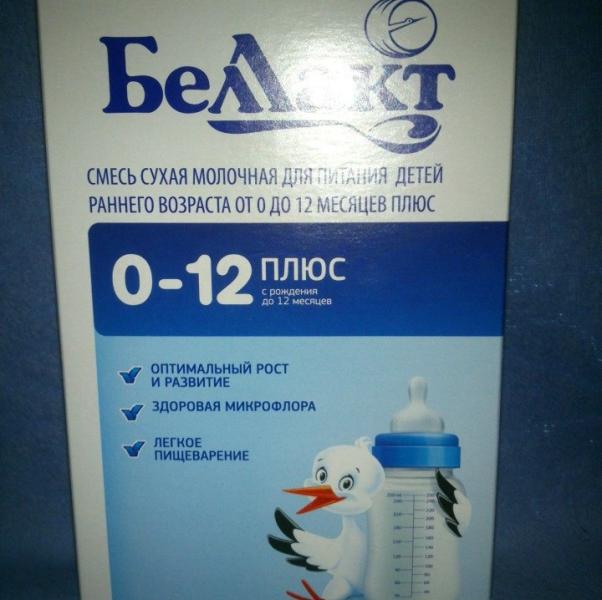 Беллакт
СМЕСЬ СУХАЯ МОЛОЧНАЯ ДЛЯ ПИТАНИЯ ДЕТЕЙ
РАННЕГО ВОЗРАСТА ОТ 0 ДО 12 МЕСЯЦЕВ ПЛЮС
0-12 ПЛЮС
с рождения
до 12 месяцев
ОПТИМАЛЬНЫЙ РОСТ
И РАЗВИТИЕ
ЗДОРОВАЯ МИКРОФЛОРА
ЛЕГКОЕ
ПИЩЕВАРЕНИЕ